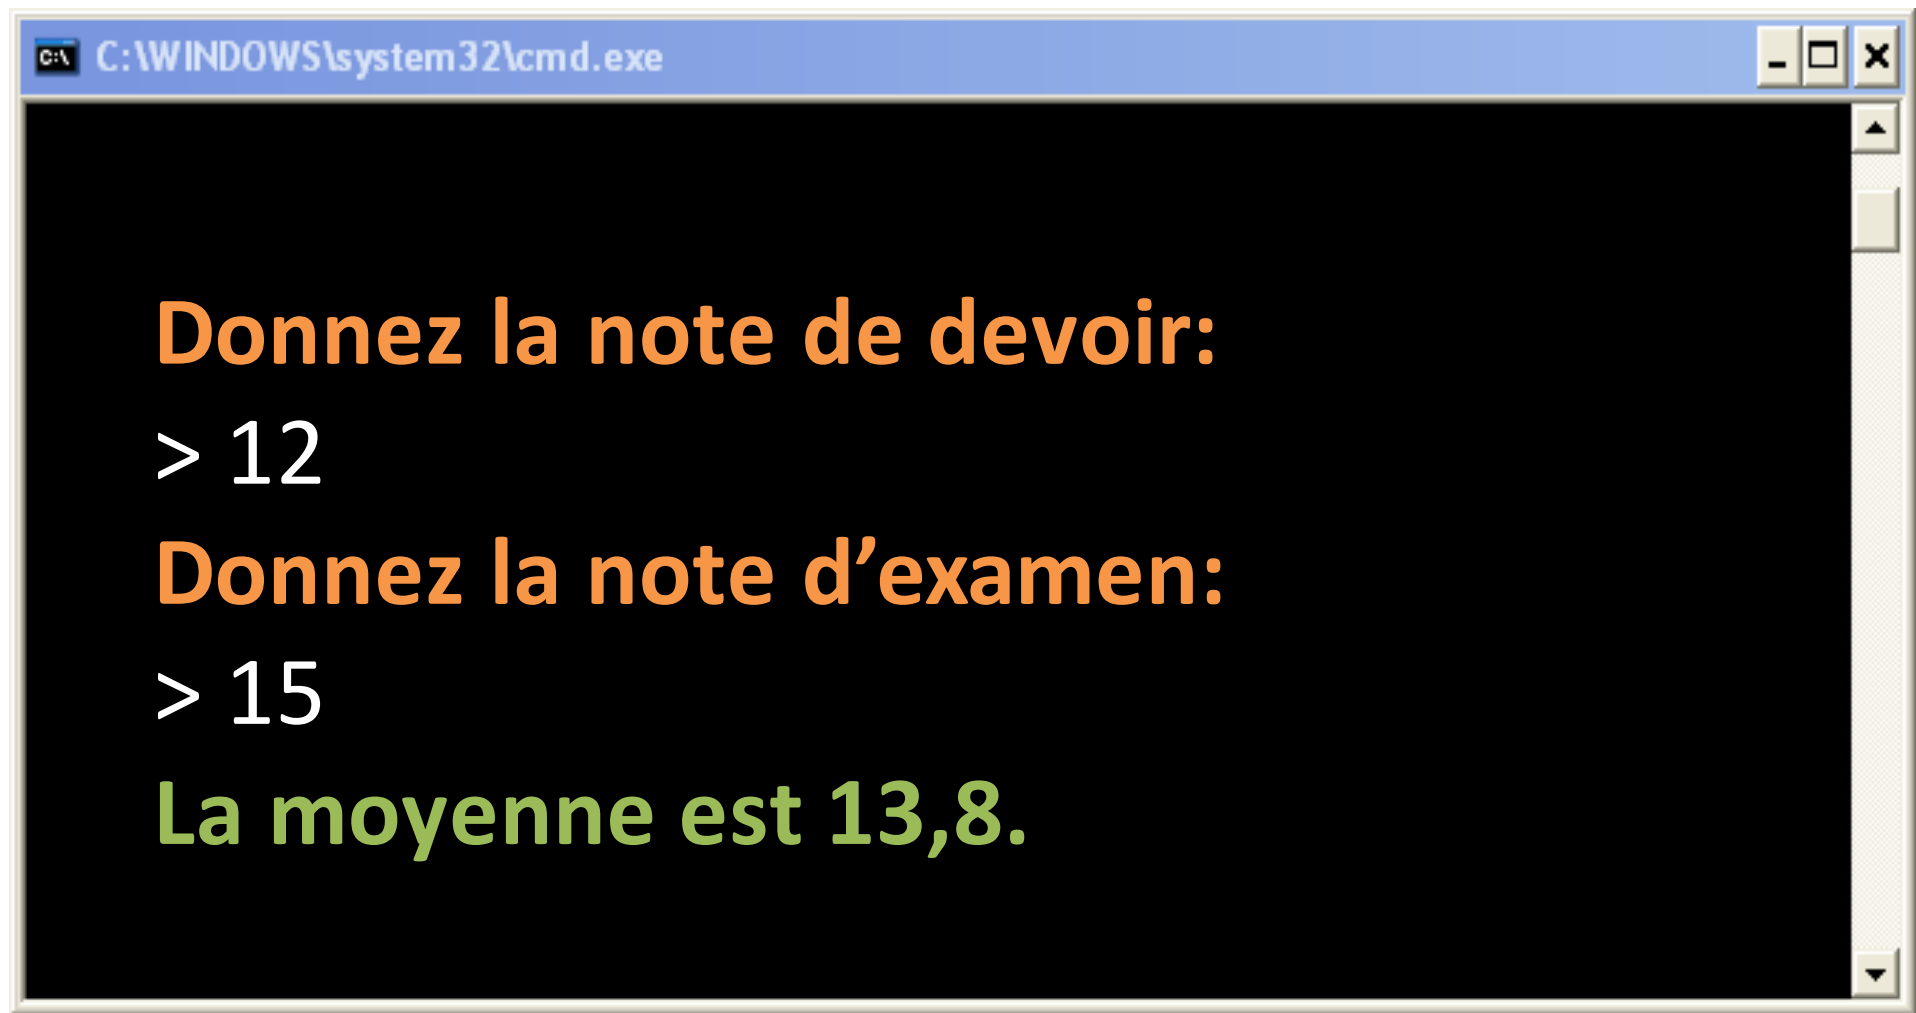 C:\WINDOWS\system32\cmd.exe
Donnez la note de devoir:
> 12
Donnez la note d’examen:
> 15
La moyenne est 13,8.